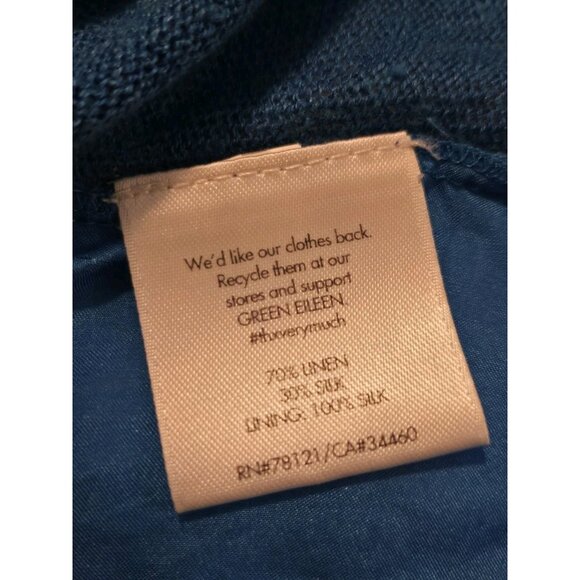 We'd like our clothes back.
Recycle them at our
stores and support
GREEN EILEEN.
#thxverymuch
70% LINEN
30% SILK
LINING: 100% SILK
RN#78121/CA#34460